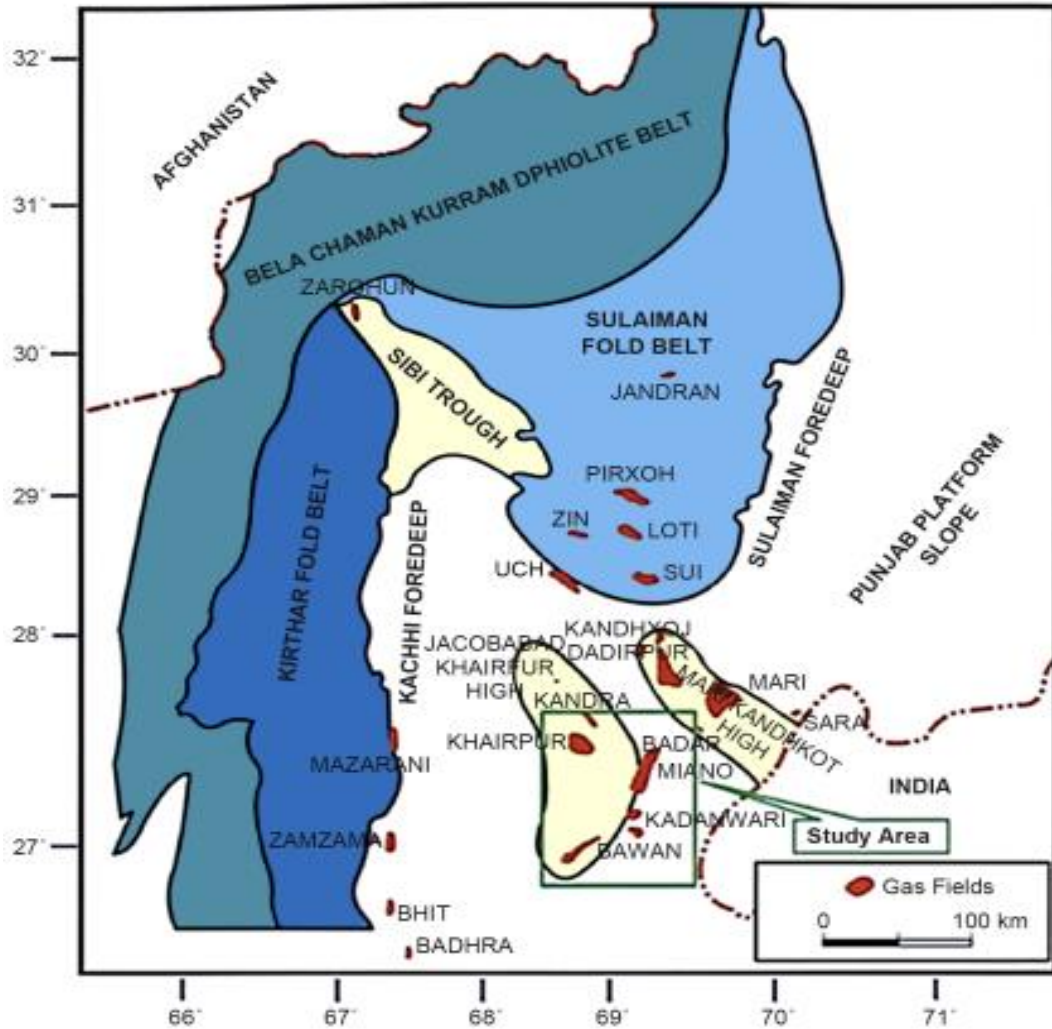 32°
AFGHANISTAN
BELA CHAMAN KURRAM DPHIOLITE BELT
31°
ZARGHUN
30°
SULAIMAN
FOLD BELT
SIBI TROUGH
JANDRAN
SULAIMAN FOREDEEP
PUNJAB PLATFORM
SLOPE
29°
PIRXOH
ZIN
LOTI
UCH
SUI
KIRTHAR FOLD BELT
KACHHI FOREDEEP
28°
KANDHXOJ
JACOBABAD
DADIRPUR
KHAIRFUR
HIGH
MARI KANDHKOT
HIGH
MARI
KANDRA
SARA
KHAIRPUR
BADAR
MIANO
MAZARANI
INDIA
KADANWARI
ZAMZAMA
27°
BAWAN
Study Area
BHIT
BADHRA
Gas Fields
0 100 km
66° 67° 68° 69° 70° 71°